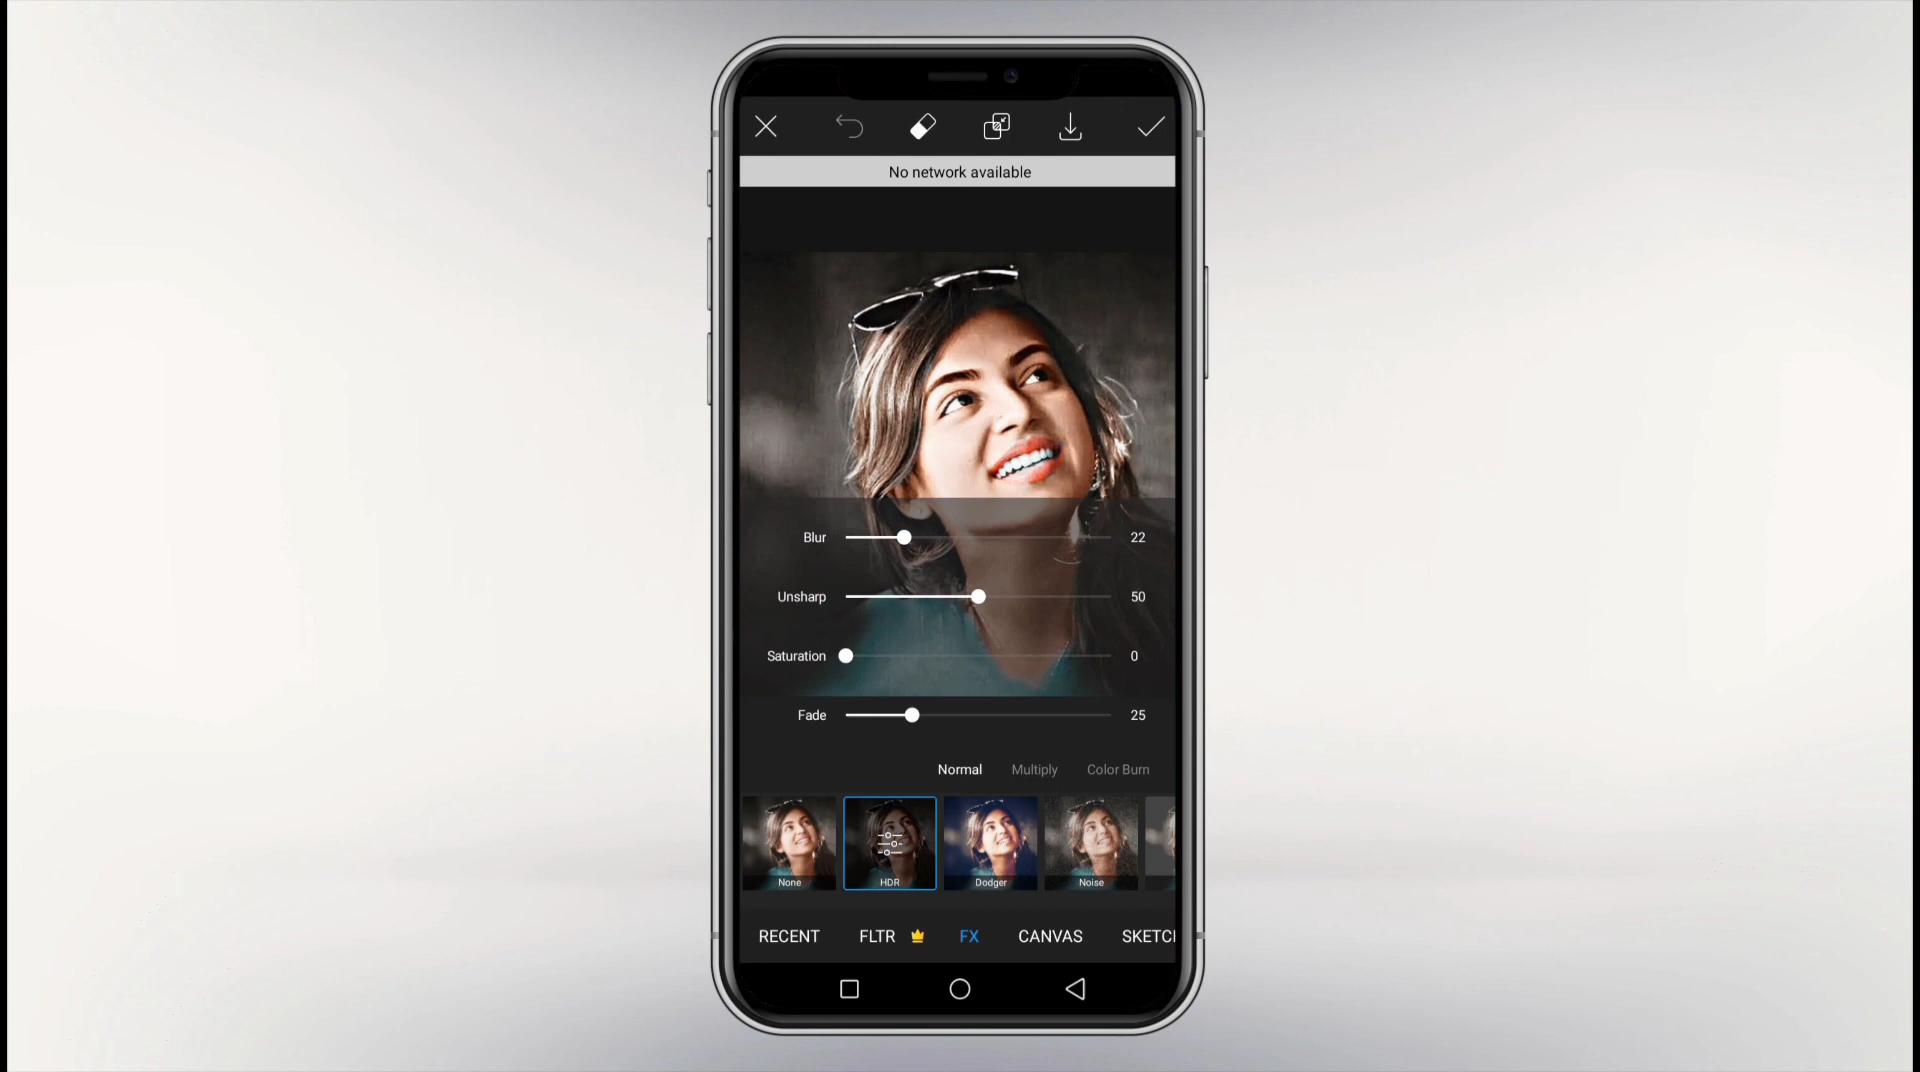 No network available
Blur 22
Unsharp 50
Saturation 0
Fade 25
Normal Multiply Color Burn
None HDR Dodger Noise
RECENT FLTR FX CANVAS SKETC